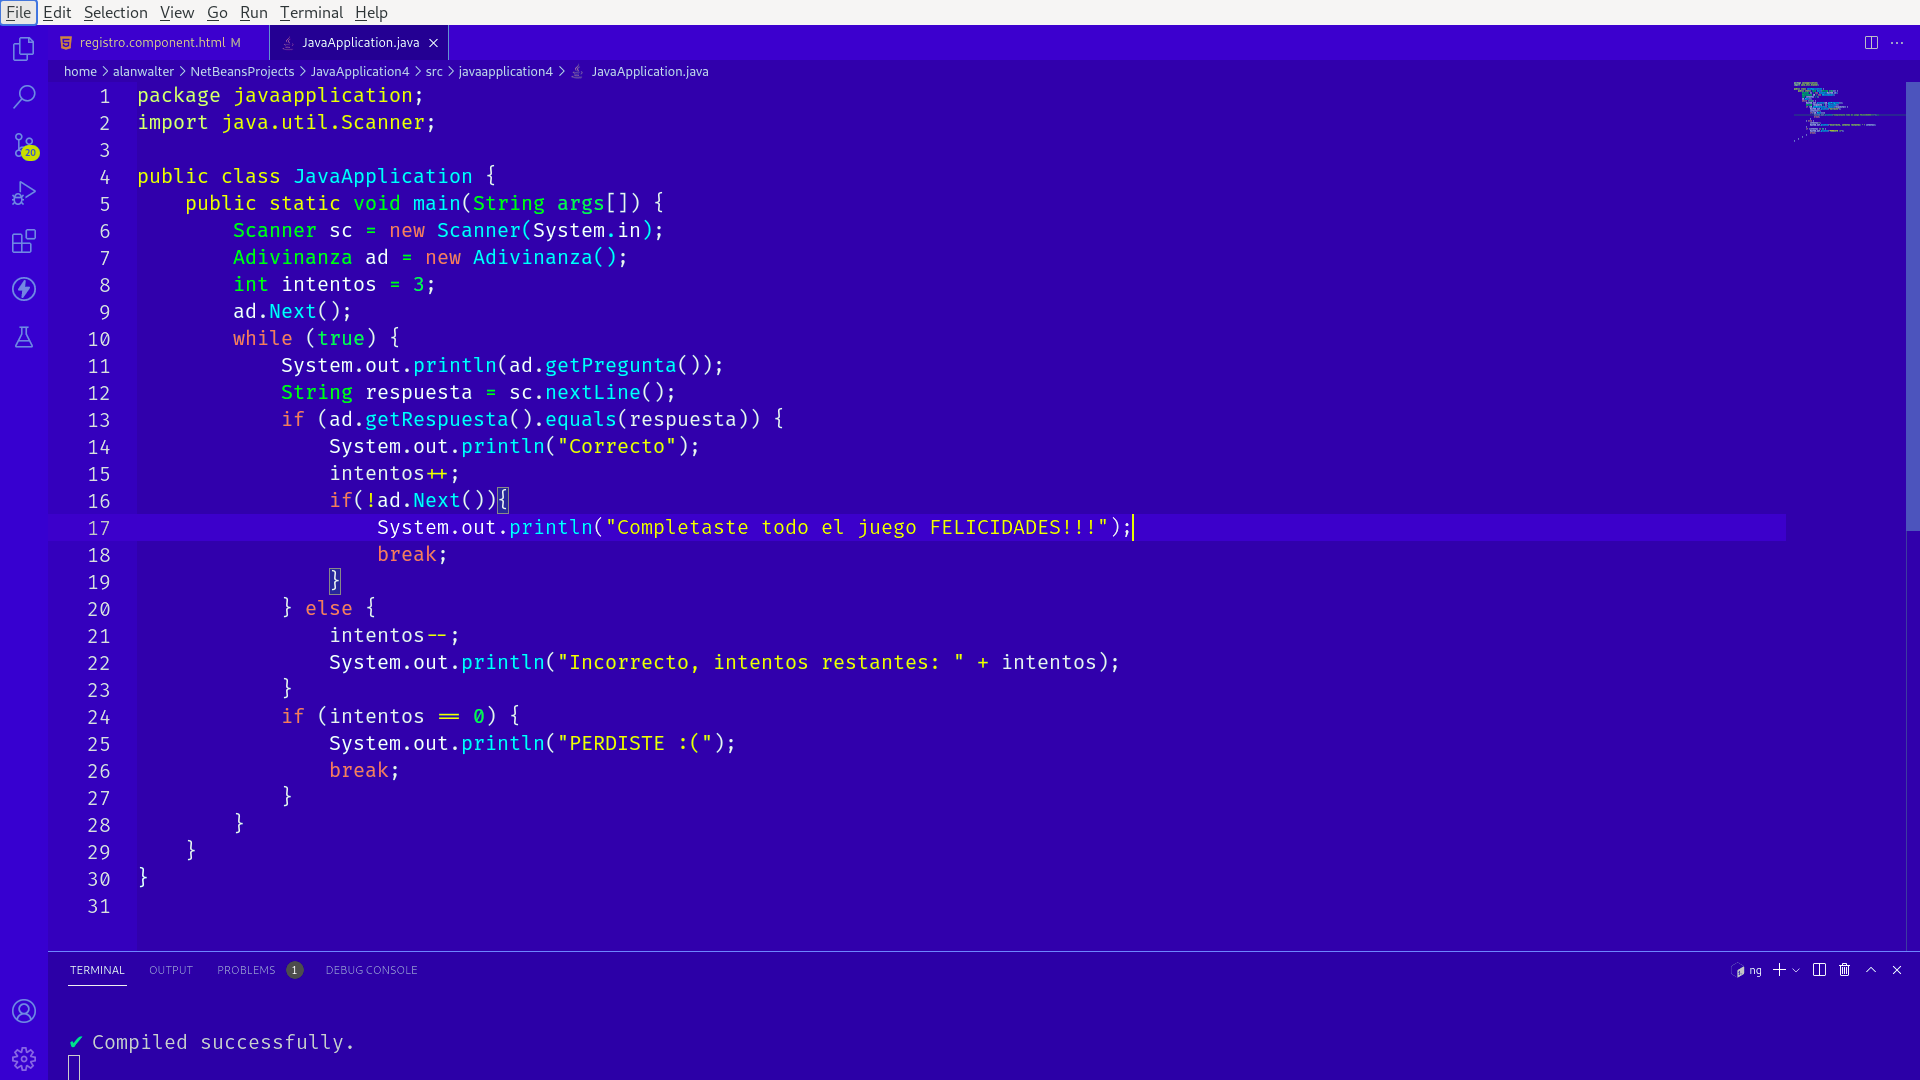 File Edit Selection View Go Run Terminal Help
registro.component.html M JavaApplication.java
home > alanwalter > NetBeansProjects > JavaApplication4 > src > javaapplication4 > JavaApplication.java
1 package javaapplication;
2 import java.util.Scanner;
3
4 public class JavaApplication {
5     public static void main(String args[]) {
6         Scanner sc = new Scanner(System.in);
7         Adivinanza ad = new Adivinanza();
8         int intentos = 3;
9         ad.Next();
10         while (true) {
11             System.out.println(ad.getPregunta());
12             String respuesta = sc.nextLine();
13             if (ad.getRespuesta().equals(respuesta)) {
14                 System.out.println("Correcto");
15                 intentos++;
16                 if(!ad.Next()){
17                     System.out.println("Completaste todo el juego FELICIDADES!!!");
18                     break;
19                 }
20             } else {
21                 intentos--;
22                 System.out.println("Incorrecto, intentos restantes: " + intentos);
23             }
24             if (intentos == 0) {
25                 System.out.println("PERDISTE :(");
26                 break;
27             }
28         }
29     }
30 }
31
20
TERMINAL OUTPUT PROBLEMS 1 DEBUG CONSOLE
ng
✔ Compiled successfully.